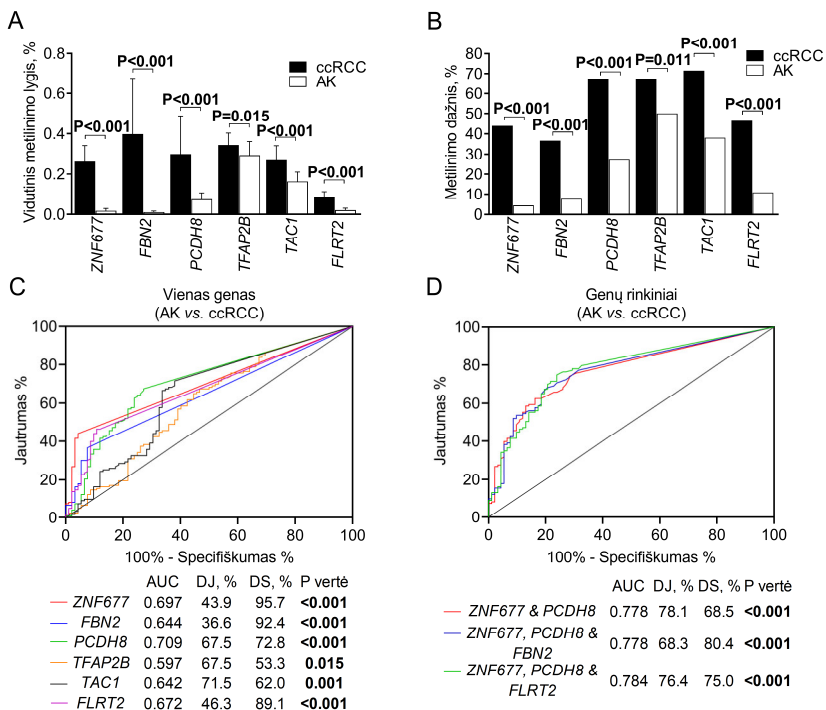 A
Vidutinis metilinimo lygis, %
0.8
0.6
0.4
0.2
0.0
P<0.001
P<0.001
P<0.001
P=0.015
P<0.001
P<0.001
ccRCC
AK
ZNF677
FBN2
PCDH8
TFAP2B
TAC1
FLRT2
B
Metilinimo dažnis, %
80
70
60
50
40
30
20
10
0
P<0.001
P<0.001
P<0.001
P=0.011
P<0.001
P<0.001
ccRCC
AK
ZNF677
FBN2
PCDH8
TFAP2B
TAC1
FLRT2
C
Vienas genas
(AK vs. ccRCC)
Jautrumas %
100
80
60
40
20
0
0 20 40 60 80 100
100% - Specifiškumas %
AUC DJ, % DS, % P vertė
ZNF677 0.697 43.9 95.7 <0.001
FBN2 0.644 36.6 92.4 <0.001
PCDH8 0.709 67.5 72.8 <0.001
TFAP2B 0.597 67.5 53.3 0.015
TAC1 0.642 71.5 62.0 0.001
FLRT2 0.672 46.3 89.1 <0.001
D
Genų rinkiniai
(AK vs. ccRCC)
Jautrumas %
100
80
60
40
20
0
0 20 40 60 80 100
100% - Specifiškumas %
AUC DJ, % DS, % P vertė
ZNF677 & PCDH8 0.778 78.1 68.5 <0.001
ZNF677, PCDH8 &
FBN2 0.778 68.3 80.4 <0.001
ZNF677, PCDH8 &
FLRT2 0.784 76.4 75.0 <0.001